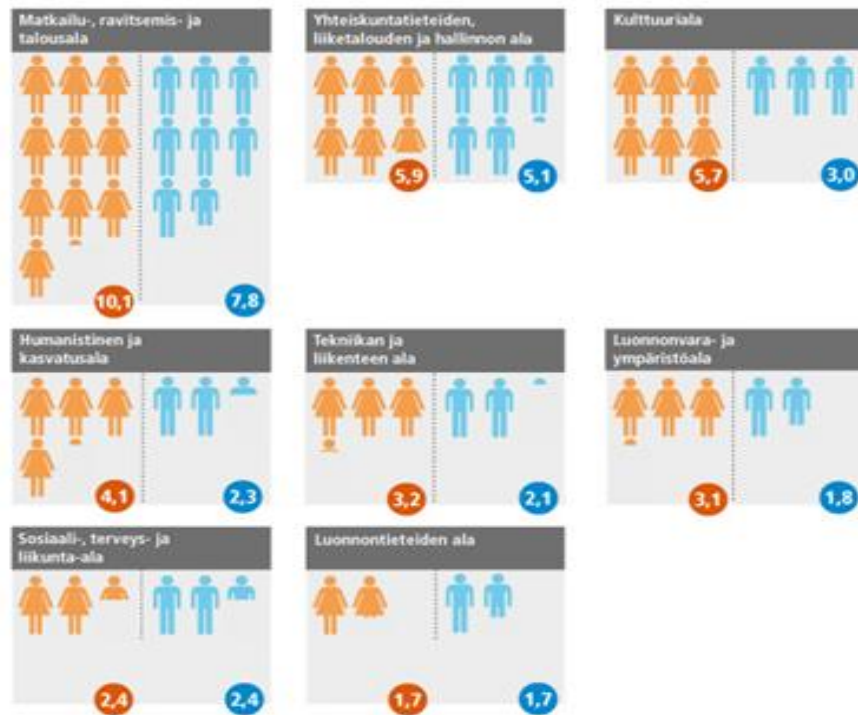 Matkailu-, ravitsemis- ja
talousala
10,1
7,8
Yhteiskuntatieteiden,
liiketalouden ja hallinnon ala
5,9
5,1
Kulttuuriala
5,7
3,0
Humanistinen ja
kasvatusala
4,1
2,3
Tekniikan ja
liikenteen ala
3,2
2,1
Luonnonvara- ja
ympäristöala
3,1
1,8
Sosiaali-, terveys- ja
liikunta-ala
2,4
2,4
Luonnontieteiden ala
1,7
1,7